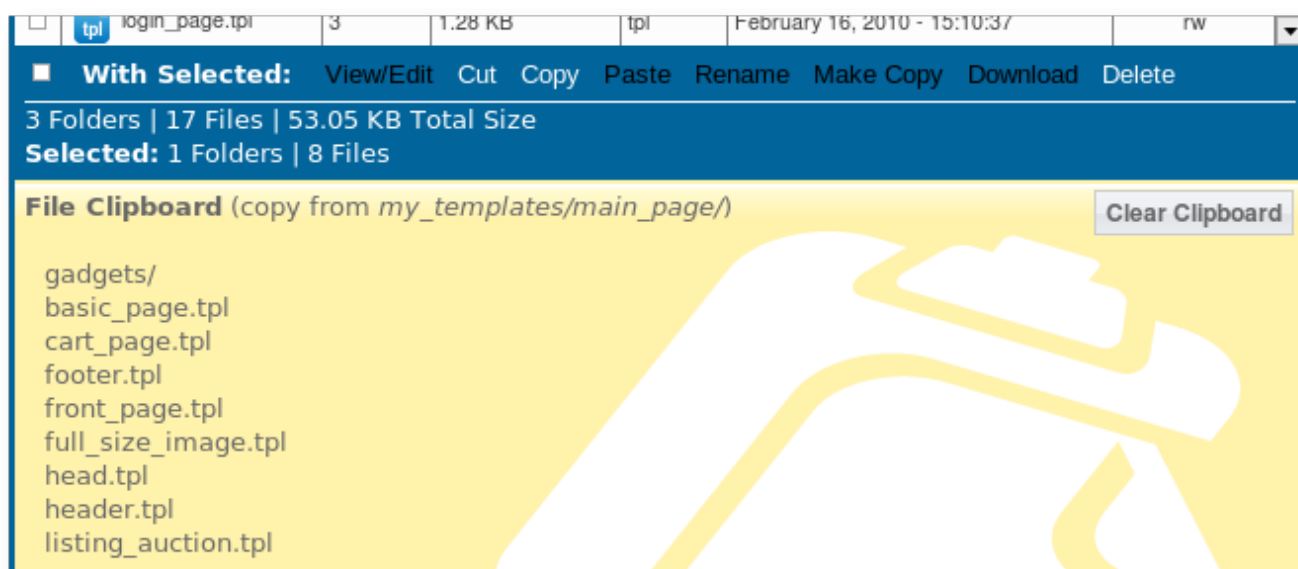 tpl login_page.tpl 3 1.28 KB tpl February 16, 2010 - 15:10:37 rw
With Selected: View/Edit Cut Copy Paste Rename Make Copy Download Delete
3 Folders | 17 Files | 53.05 KB Total Size
Selected: 1 Folders | 8 Files
File Clipboard (copy from my_templates/main_page/) Clear Clipboard
gadgets/
basic_page.tpl
cart_page.tpl
footer.tpl
front_page.tpl
full_size_image.tpl
head.tpl
header.tpl
listing_auction.tpl